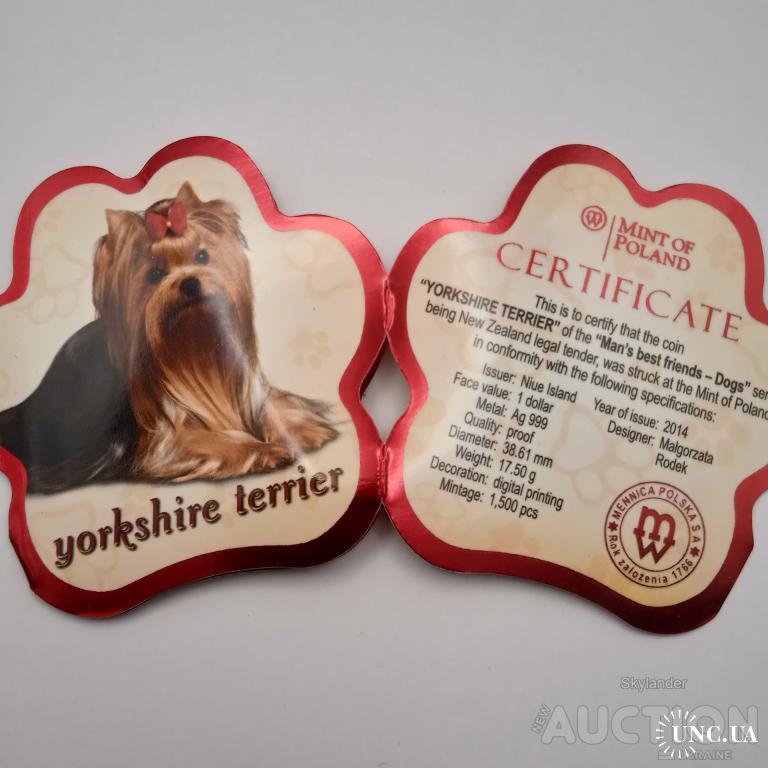 yorkshire terrier
MINT OF
POLAND
CERTIFICATE
This is to certify that the coin
"YORKSHIRE TERRIER" of the "Man's best friends – Dogs"
being New Zealand legal tender, was struck at the Mint of Poland
in conformity with the following specifications:
Issuer: Niue Island
Face value: 1 dollar
Metal: Ag 999
Quality: proof
Diameter: 38.61 mm
Weight: 17.50 g
Decoration: digital printing
Mintage: 1,500 pcs
Year of issue: 2014
Designer: Małgorzata
Rodek
MENNICA POLSKA S A
Rok założenia 1766
Skylander
NEW
AUCTION
UNC.UA